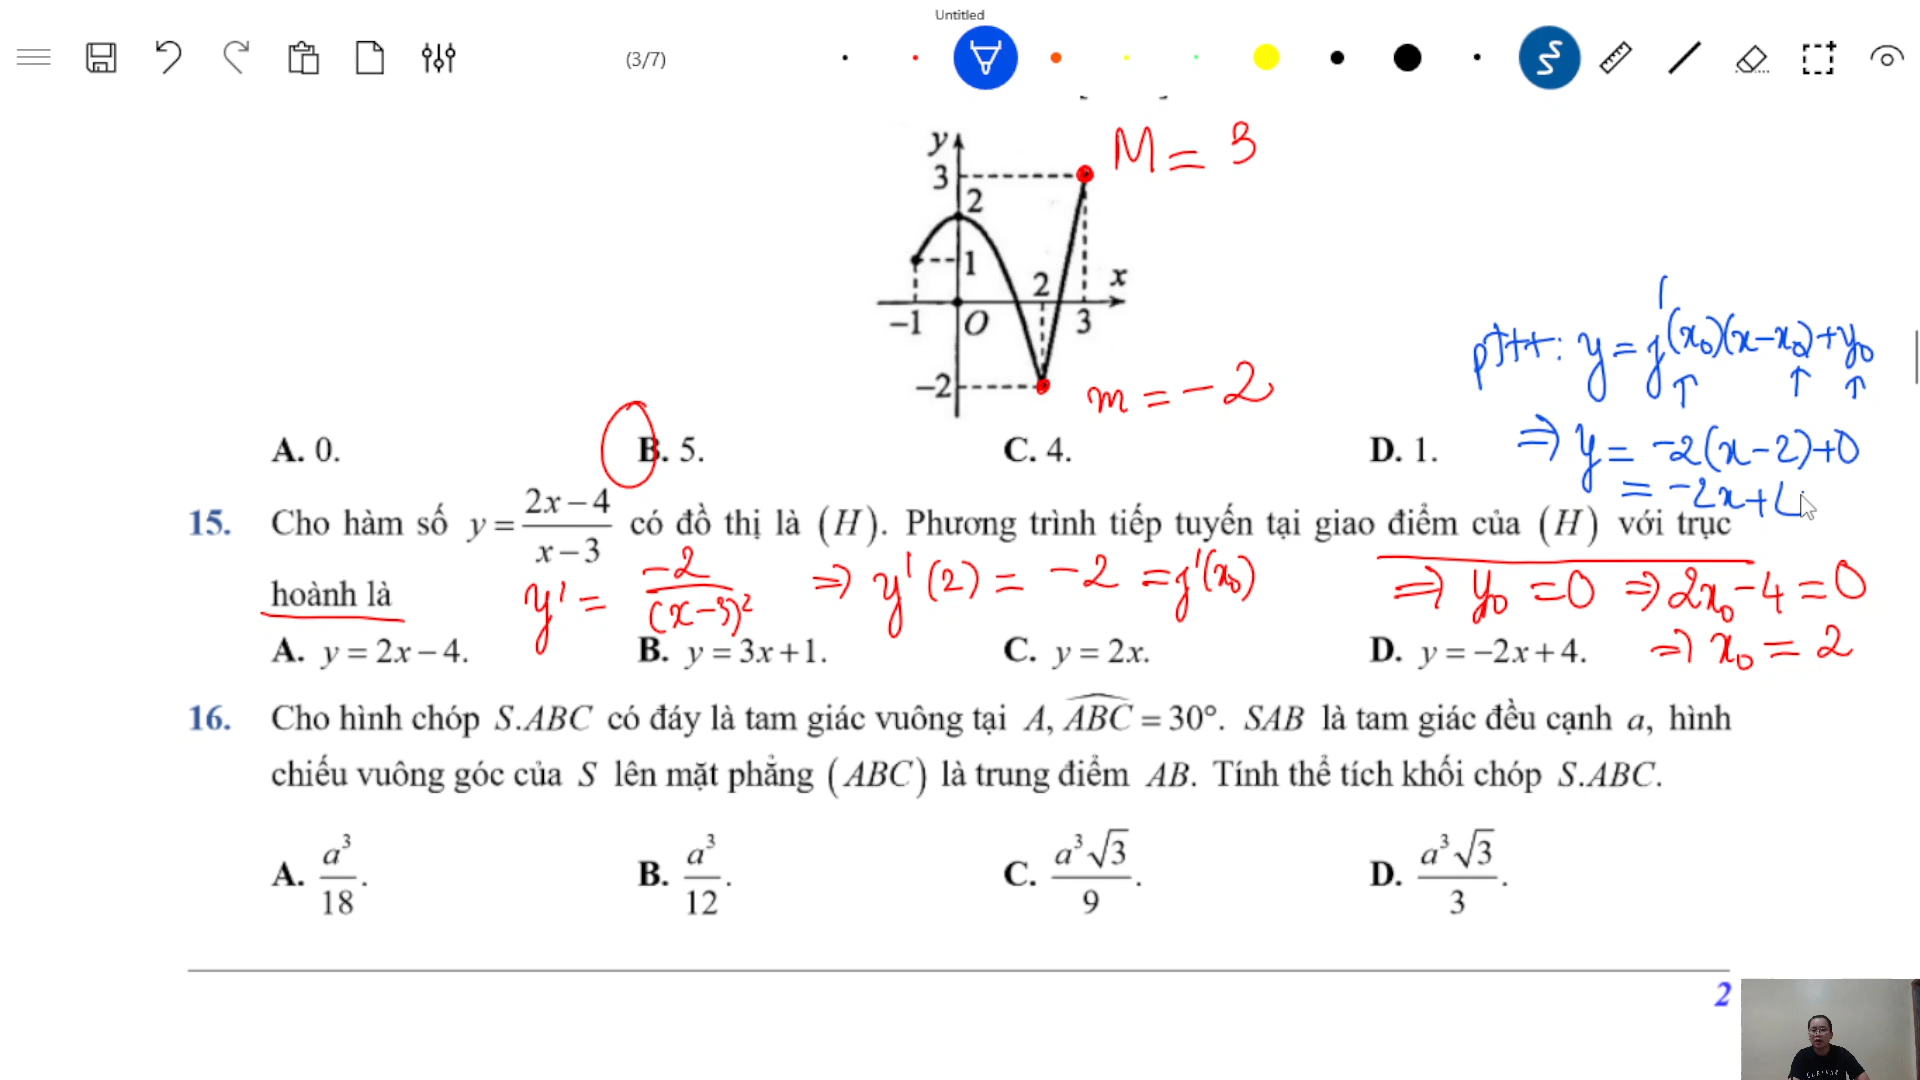 Untitled
(3/7)
M = 3
y
3
2
1
2
x
-1
O
3
-2
m = -2
pttt: y = f'(x₀)(x-x₀)+y₀
⇒ y = -2(x-2)+0
= -2x+4
A. 0.
B. 5.
C. 4.
D. 1.
15. Cho hàm số y = (2x-4)/(x-3) có đồ thị là (H). Phương trình tiếp tuyến tại giao điểm của (H) với trục
hoành là
y' = -2/(x-3)² ⇒ y'(2) = -2 = f'(x₀)
⇒ y₀ = 0 ⇒ 2x₀-4 = 0
⇒ x₀ = 2
A. y = 2x-4.
B. y = 3x+1.
C. y = 2x.
D. y = -2x+4.
16. Cho hình chóp S.ABC có đáy là tam giác vuông tại A, ABC = 30°. SAB là tam giác đều cạnh a, hình
chiếu vuông góc của S lên mặt phẳng (ABC) là trung điểm AB. Tính thể tích khối chóp S.ABC.
A. a³/18.
B. a³/12.
C. a³√3/9.
D. a³√3/3.
2